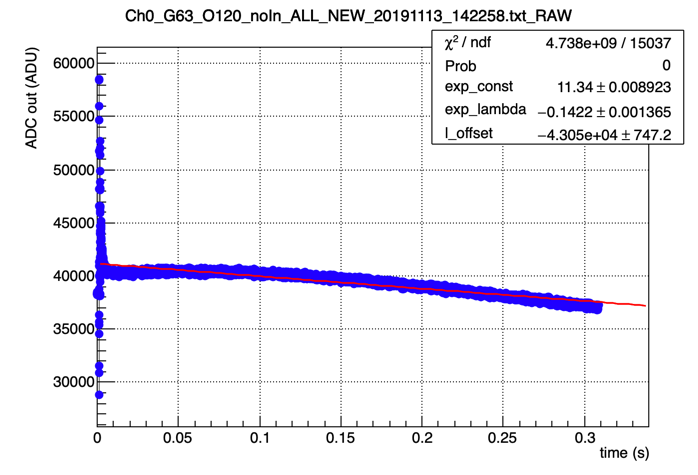 Ch0_G63_O120_noIn_ALL_NEW_20191113_142258.txt_RAW
χ² / ndf 4.738e+09 / 15037
Prob 0
exp_const 11.34 ± 0.008923
exp_lambda −0.1422 ± 0.001365
l_offset −4.305e+04 ± 747.2
ADC out (ADU)
60000
55000
50000
45000
40000
35000
30000
0 0.05 0.1 0.15 0.2 0.25 0.3
time (s)